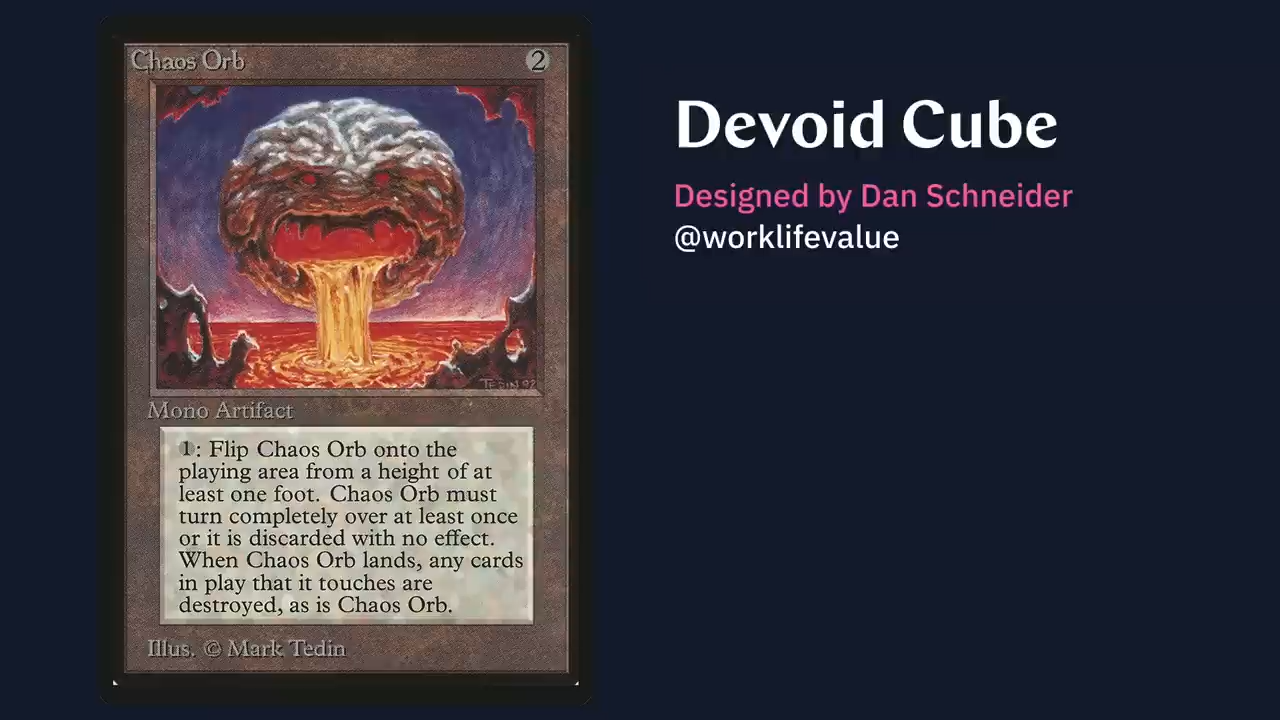 Chaos Orb 2
TEDIN 92
Mono Artifact
1: Flip Chaos Orb onto the
playing area from a height of at
least one foot. Chaos Orb must
turn completely over at least once
or it is discarded with no effect.
When Chaos Orb lands, any cards
in play that it touches are
destroyed, as is Chaos Orb.
Illus. © Mark Tedin
Devoid Cube
Designed by Dan Schneider
@worklifevalue